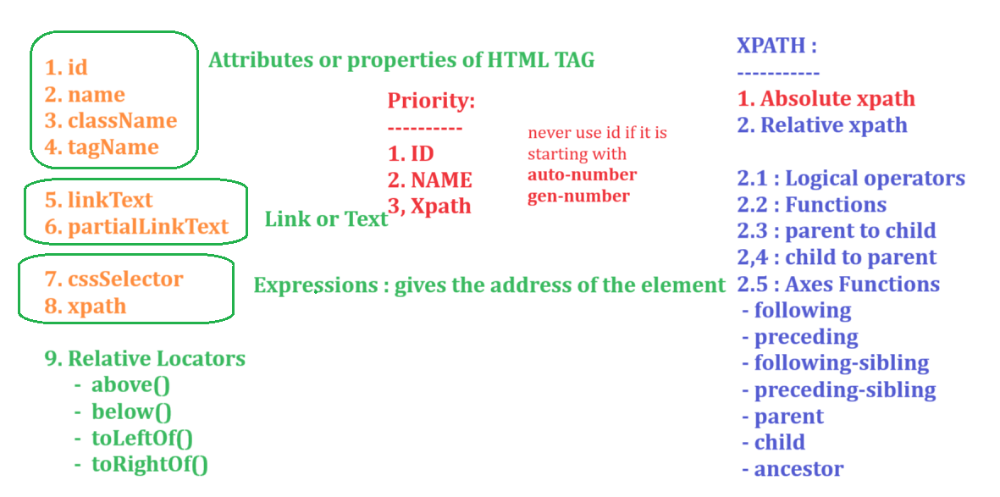 1. id
2. name
3. className
4. tagName
Attributes or properties of HTML TAG
5. linkText
6. partialLinkText
Link or Text
7. cssSelector
8. xpath
Expressions : gives the address of the element
9. Relative Locators
- above()
- below()
- toLeftOf()
- toRightOf()
Priority:
----------
1. ID
2. NAME
3, Xpath
never use id if it is
starting with
auto-number
gen-number
XPATH :
-----------
1. Absolute xpath
2. Relative xpath
2.1 : Logical operators
2.2 : Functions
2.3 : parent to child
2,4 : child to parent
2.5 : Axes Functions
- following
- preceding
- following-sibling
- preceding-sibling
- parent
- child
- ancestor